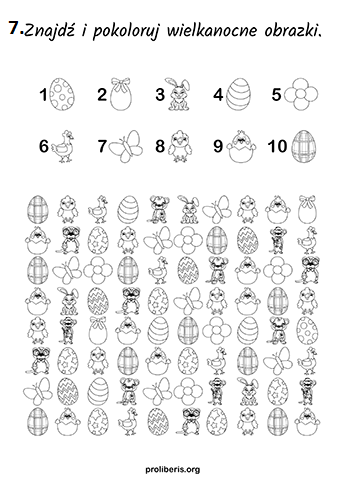 7. Znajdź i pokoloruj wielkanocne obrazki.
1 2 3 4 5
6 7 8 9 10
proliberis.org